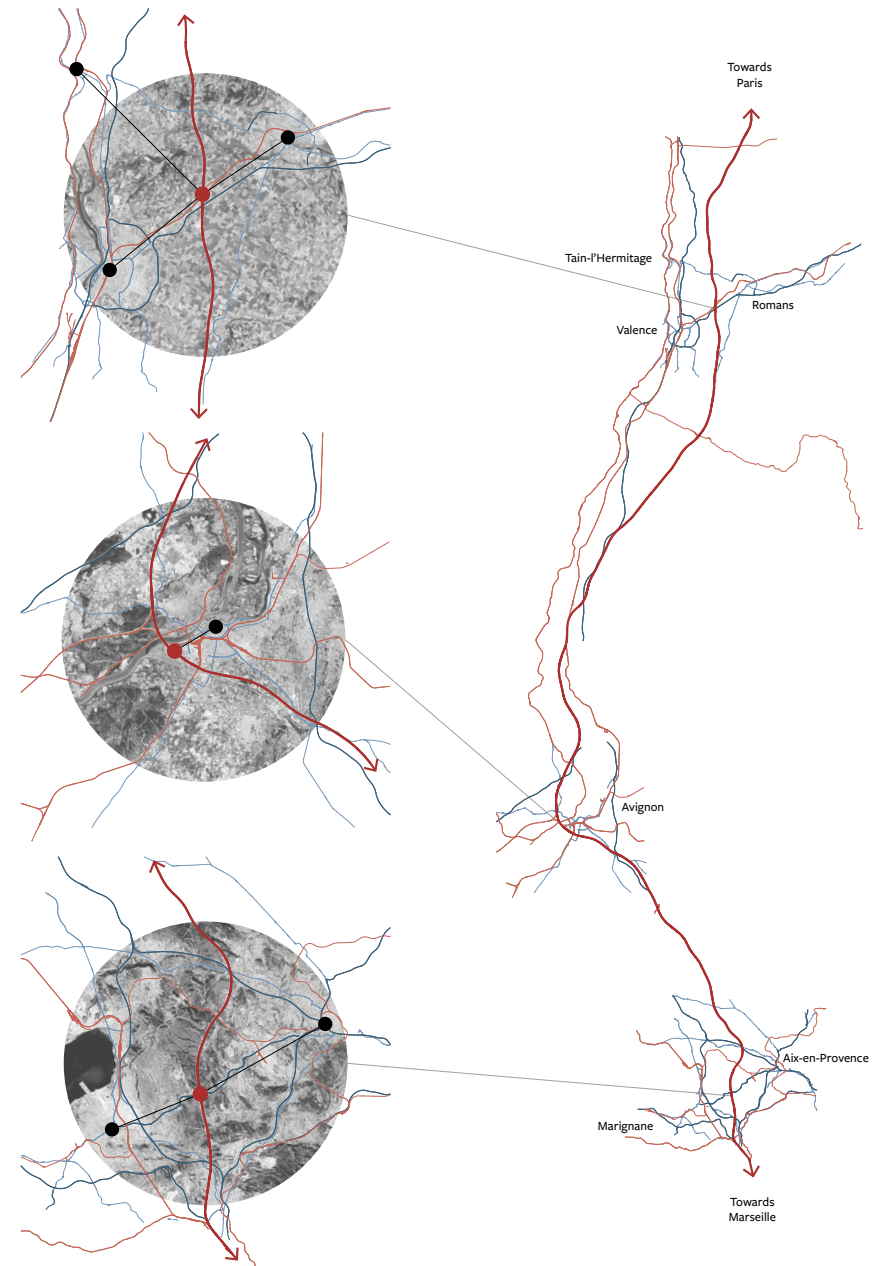 Towards
Paris
Tain-l'Hermitage
Romans
Valence
Avignon
Aix-en-Provence
Marignane
Towards
Marseille